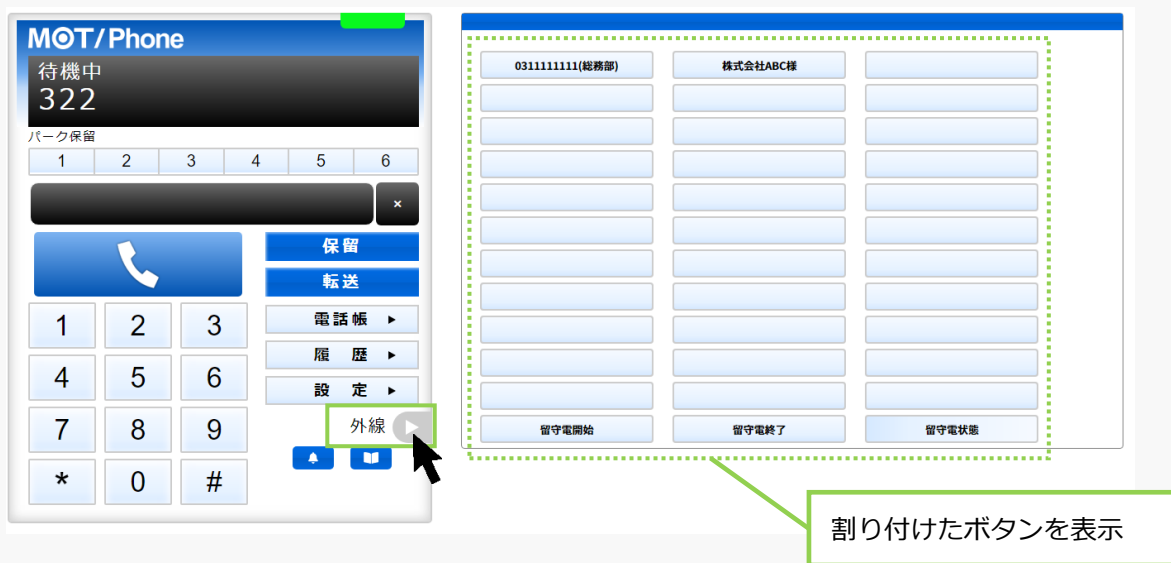 MOT/Phone
待機中
322
パーク保留
1 2 3 4 5 6
×
保留
転送
電話帳 ▶
履 歴 ▶
設 定 ▶
外線
1 2 3
4 5 6
7 8 9
* 0 #
0311111111(総務部) 株式会社ABC様
留守電開始 留守電終了 留守電状態
割り付けたボタンを表示